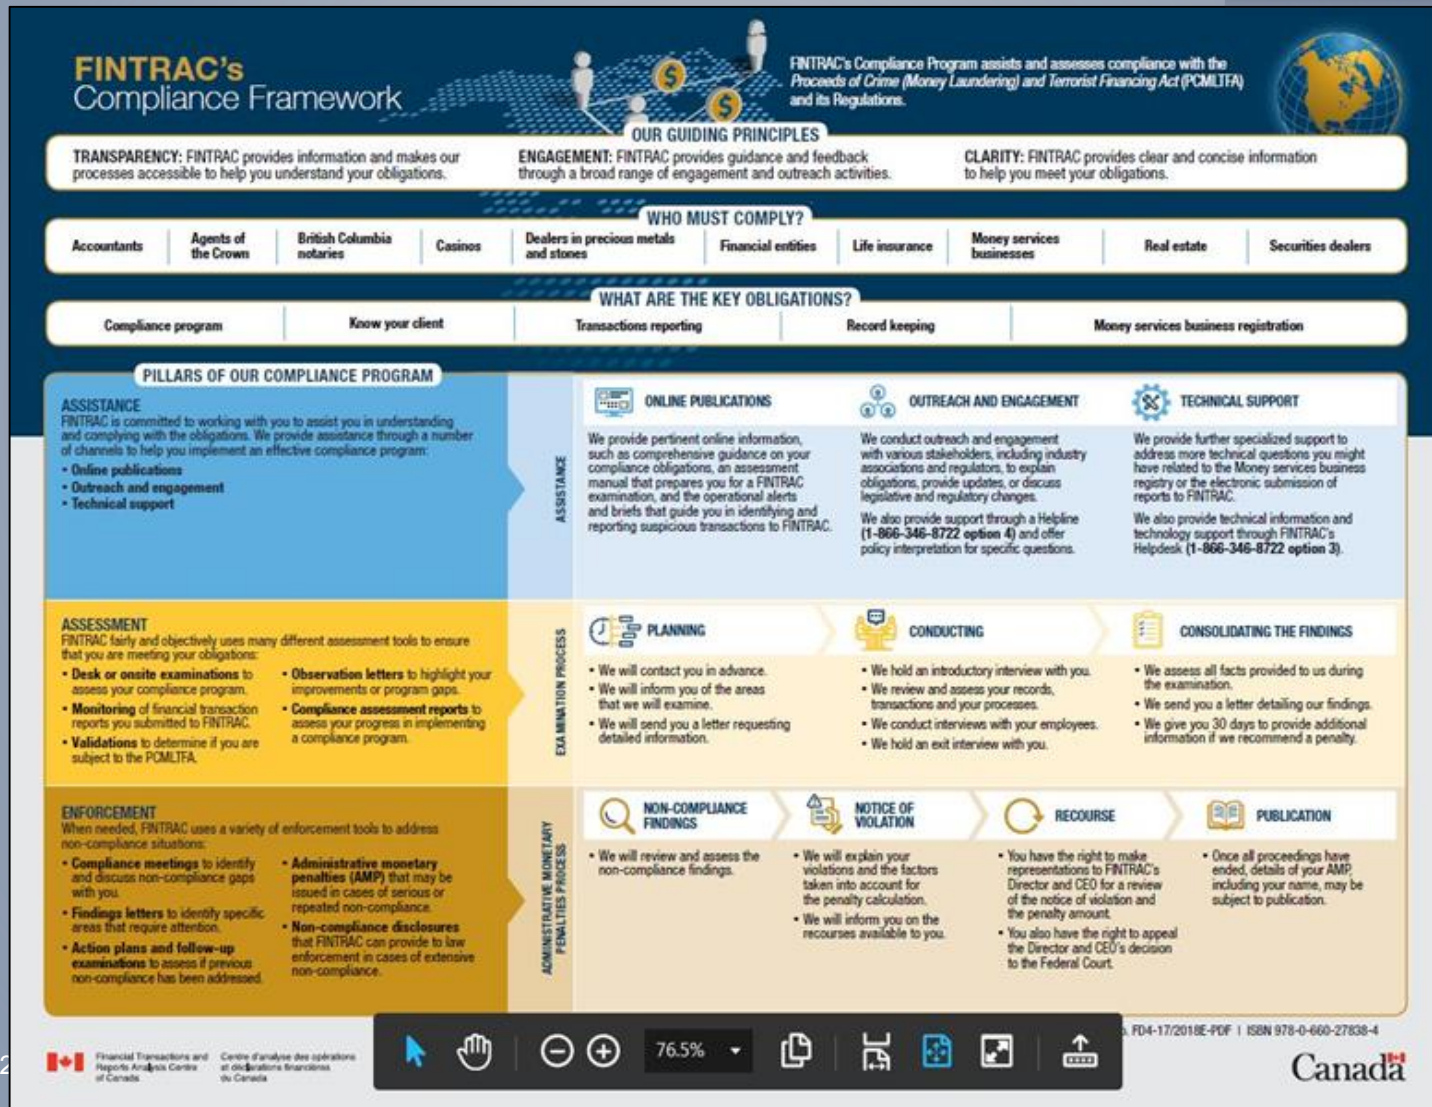 FINTRAC's
Compliance Framework
FINTRAC's Compliance Program assists and assesses compliance with the
Proceeds of Crime (Money Laundering) and Terrorist Financing Act (PCMLTFA)
and its Regulations.
OUR GUIDING PRINCIPLES
TRANSPARENCY: FINTRAC provides information and makes our
processes accessible to help you understand your obligations.
ENGAGEMENT: FINTRAC provides guidance and feedback
through a broad range of engagement and outreach activities.
CLARITY: FINTRAC provides clear and concise information
to help you meet your obligations.
WHO MUST COMPLY?
Accountants
Agents of
the Crown
British Columbia
notaries
Casinos
Dealers in precious metals
and stones
Financial entities
Life insurance
Money services
businesses
Real estate
Securities dealers
WHAT ARE THE KEY OBLIGATIONS?
Compliance program
Know your client
Transactions reporting
Record keeping
Money services business registration
PILLARS OF OUR COMPLIANCE PROGRAM
ASSISTANCE
FINTRAC is committed to working with you to assist you in understanding
and complying with the obligations. We provide assistance through a number
of channels to help you implement an effective compliance program:
• Online publications
• Outreach and engagement
• Technical support
ASSISTANCE
ONLINE PUBLICATIONS
We provide pertinent online information,
such as comprehensive guidance on your
compliance obligations, an assessment
manual that prepares you for a FINTRAC
examination, and the operational alerts
and briefs that guide you in identifying and
reporting suspicious transactions to FINTRAC.
OUTREACH AND ENGAGEMENT
We conduct outreach and engagement
with various stakeholders, including industry
associations and regulators, to explain
obligations, provide updates, or discuss
legislative and regulatory changes.
We also provide support through a Helpline
(1-866-346-8722 option 4) and offer
policy interpretation for specific questions.
TECHNICAL SUPPORT
We provide further specialized support to
address more technical questions you might
have related to the Money services business
registry or the electronic submission of
reports to FINTRAC.
We also provide technical information and
technology support through FINTRAC's
Helpdesk (1-866-346-8722 option 3).
ASSESSMENT
FINTRAC fairly and objectively uses many different assessment tools to ensure
that you are meeting your obligations:
• Desk or onsite examinations to
assess your compliance program.
• Monitoring of financial transaction
reports you submitted to FINTRAC.
• Validations to determine if you are
subject to the PCMLTFA.
• Observation letters to highlight your
improvements or program gaps.
• Compliance assessment reports to
assess your progress in implementing
a compliance program.
EXAMINATION PROCESS
PLANNING
• We will contact you in advance.
• We will inform you of the areas
that we will examine.
• We will send you a letter requesting
detailed information.
CONDUCTING
• We hold an introductory interview with you.
• We review and assess your records,
transactions and your processes.
• We conduct interviews with your employees.
• We hold an exit interview with you.
CONSOLIDATING THE FINDINGS
• We assess all facts provided to us during
the examination.
• We send you a letter detailing our findings.
• We give you 30 days to provide additional
information if we recommend a penalty.
ENFORCEMENT
When needed, FINTRAC uses a variety of enforcement tools to address
non-compliance situations:
• Compliance meetings to identify
and discuss non-compliance gaps
with you.
• Findings letters to identify specific
areas that require attention.
• Action plans and follow-up
examinations to assess if previous
non-compliance has been addressed.
• Administrative monetary
penalties (AMP) that may be
issued in cases of serious or
repeated non-compliance.
• Non-compliance disclosures
that FINTRAC can provide to law
enforcement in cases of extensive
non-compliance.
ADMINISTRATIVE MONETARY
PENALTIES PROCESS
NON-COMPLIANCE
FINDINGS
• We will review and assess the
non-compliance findings.
NOTICE OF
VIOLATION
• We will explain your
violations and the factors
taken into account for
the penalty calculation.
• We will inform you on the
recourses available to you.
RECOURSE
• You have the right to make
representations to FINTRAC's
Director and CEO for a review
of the notice of violation and
the penalty amount.
• You also have the right to appeal
the Director and CEO's decision
to the Federal Court.
PUBLICATION
• Once all proceedings have
ended, details of your AMP,
including your name, may be
subject to publication.
FD4-17/2018E-PDF | ISBN 978-0-660-27838-4
2
Financial Transactions and
Reports Analysis Centre
of Canada
Centre d'analyse des opérations
et déclarations financières
du Canada
76.5%
Canada